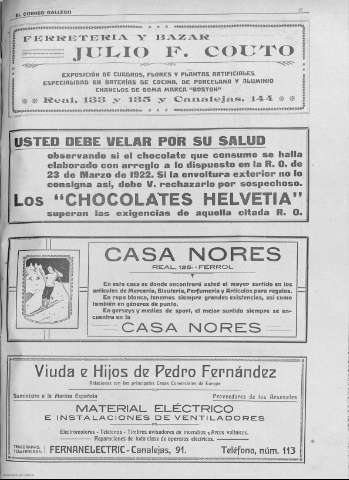 EL CORREO GALLEGO
FERRETERIA Y BAZAR
JULIO F. COUTO
EXPOSICIÓN DE CUADROS, FLORES Y PLANTAS ARTIFICIALES
ESPECIALIDAD EN BATERÍAS DE COCINA, DE PORCELANA Y ALUMINIO
CHANCLOS DE GOMA MARCA "BOSTON"
Real, 133 y 135 y Canalejas, 144
USTED DEBE VELAR POR SU SALUD
observando si el chocolate que consume se halla
elaborado con arreglo a lo dispuesto en la R. O. de
23 de Marzo de 1922. Si la envoltura exterior no lo
consigna así, debe V. rechazarlo por sospechoso.
Los "CHOCOLATES HELVETIA"
superan las exigencias de aquella citada R. O.
CASA NORES
REAL, 125.-FERROL
En esta casa es donde encontrará usted el mayor surtido en los
artículos de Mercería, Bisutería, Perfumería y Artículos para regalos.
En ropa blanca, tenemos siempre grandes existencias, así como
también en géneros de punto.
En gerseys y medias de sport, el mejor surtido siempre se en-
cuentra en la
CASA NORES
Viuda e Hijos de Pedro Fernández
Relaciones con las principales Casas Comerciales de Europa
Suministro a la Marina Española Proveedores de los Arsenales
MATERIAL ELÉCTRICO
E INSTALACIONES DE VENTILADORES
Electromotores - Teléfonos - Timbres avisadores de incendios y Arcos voltaicos.
Reparaciones de toda clase de aparatos eléctricos.
FERNANELECTRIC-Canalejas, 91. Teléfono, núm. 113